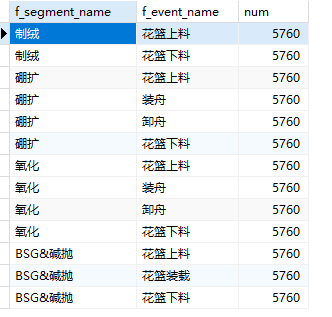 f_segment_name f_event_name num
制绒 花篮上料 5760
制绒 花篮下料 5760
硼扩 花篮上料 5760
硼扩 装舟 5760
硼扩 卸舟 5760
硼扩 花篮下料 5760
氧化 花篮上料 5760
氧化 装舟 5760
氧化 卸舟 5760
氧化 花篮下料 5760
BSG&碱抛 花篮上料 5760
BSG&碱抛 花篮装载 5760
BSG&碱抛 花篮下料 5760